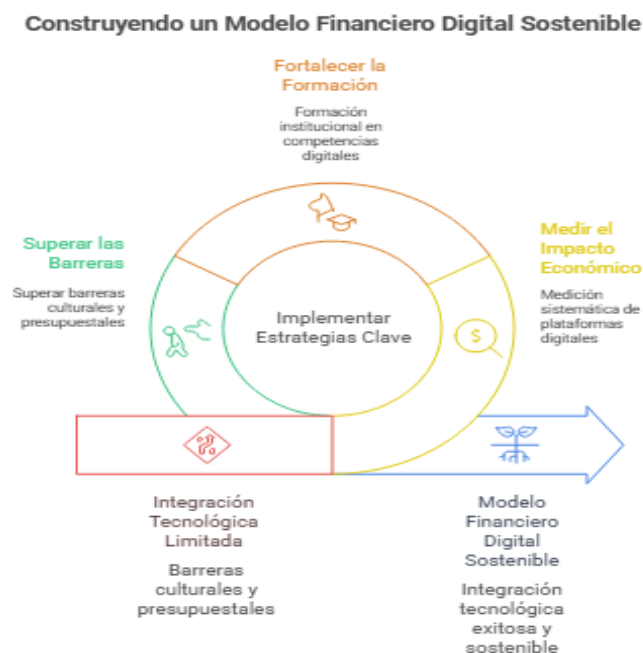 Construyendo un Modelo Financiero Digital Sostenible
Fortalecer la
Formación
Formación
institucional en
competencias
digitales
Superar las
Barreras
Superar barreras
culturales y
presupuestales
Medir el
Impacto
Económico
Medición
sistemática de
plataformas
digitales
Implementar
Estrategias Clave
$
Integración
Tecnológica
Limitada
Barreras
culturales y
presupuestales
Modelo
Financiero
Digital
Sostenible
Integración
tecnológica
exitosa y
sostenible